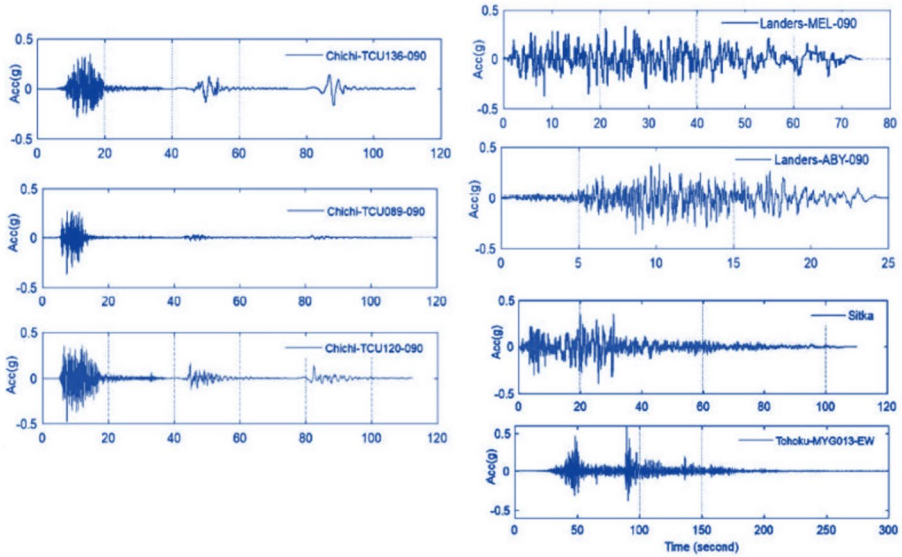 0.5
Chichi-TCU136-090
Acc(g)
0
-0.5
0 20 40 60 80 100 120
0.5
Chichi-TCU089-090
Acc(g)
0
-0.5
0 20 40 60 80 100 120
0.5
Chichi-TCU120-090
Acc(g)
0
-0.5
0 20 40 60 80 100 120
0.5
Landers-MEL-090
Acc(g)
0
-0.5
0 10 20 30 40 50 60 70 80
0.5
Landers-ABY-090
Acc(g)
0
-0.5
0 5 10 15 20 25
0.5
Sitka
Acc(g)
0
-0.5
0 20 40 60 80 100 120
0.5
Tohoku-MYG013-EW
Acc(g)
0
-0.5
0 50 100 150 200 250 300
Time (second)